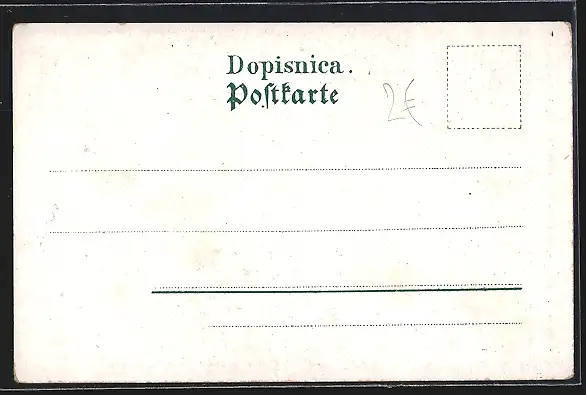 Dopisnica.
Poſtkarte
2€